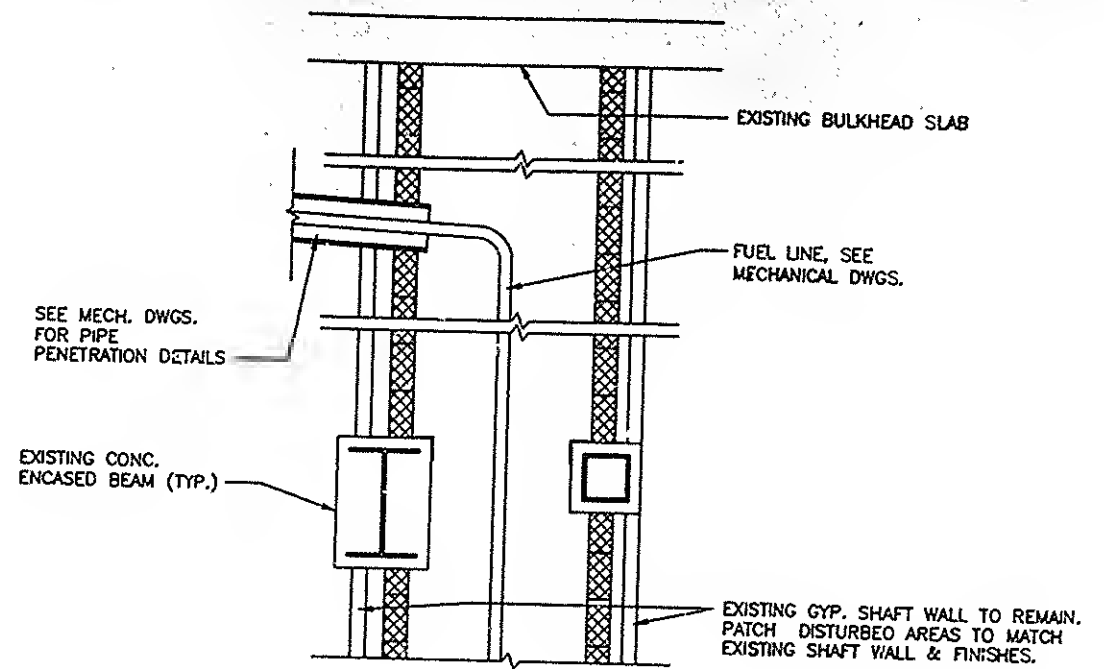 EXISTING BULKHEAD SLAB
FUEL LINE, SEE
MECHANICAL DWGS.
SEE MECH. DWGS.
FOR PIPE
PENETRATION DETAILS
EXISTING CONC.
ENCASED BEAM (TYP.)
EXISTING GYP. SHAFT WALL TO REMAIN.
PATCH DISTURBED AREAS TO MATCH
EXISTING SHAFT WALL & FINISHES.